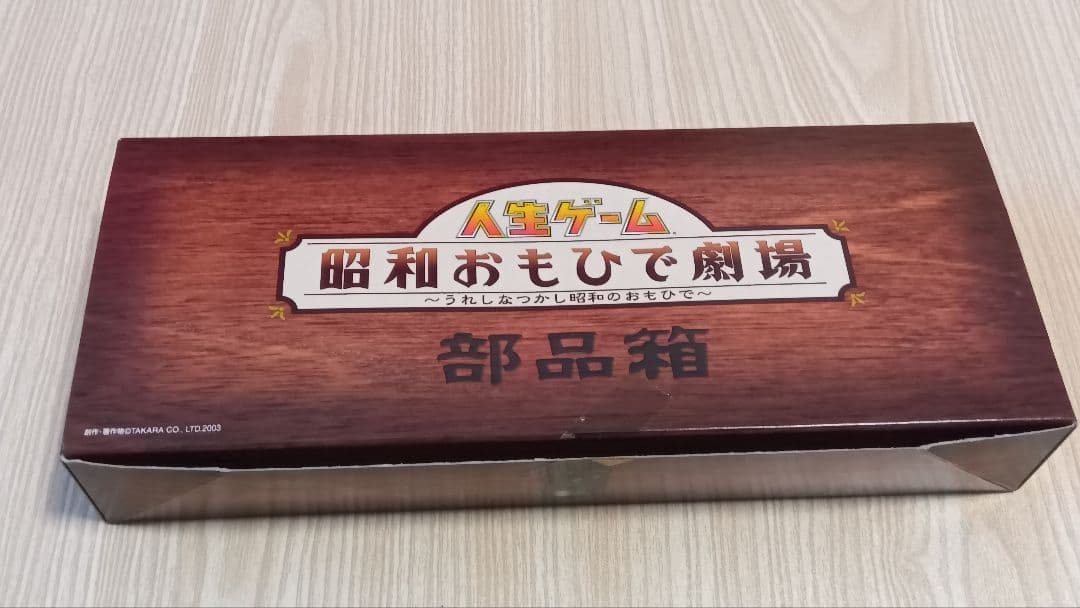 人生ゲーム
昭和おもひで劇場
～うれしなつかし昭和のおもひで～
部品箱
創作・著作物©TAKARA CO., LTD.2003